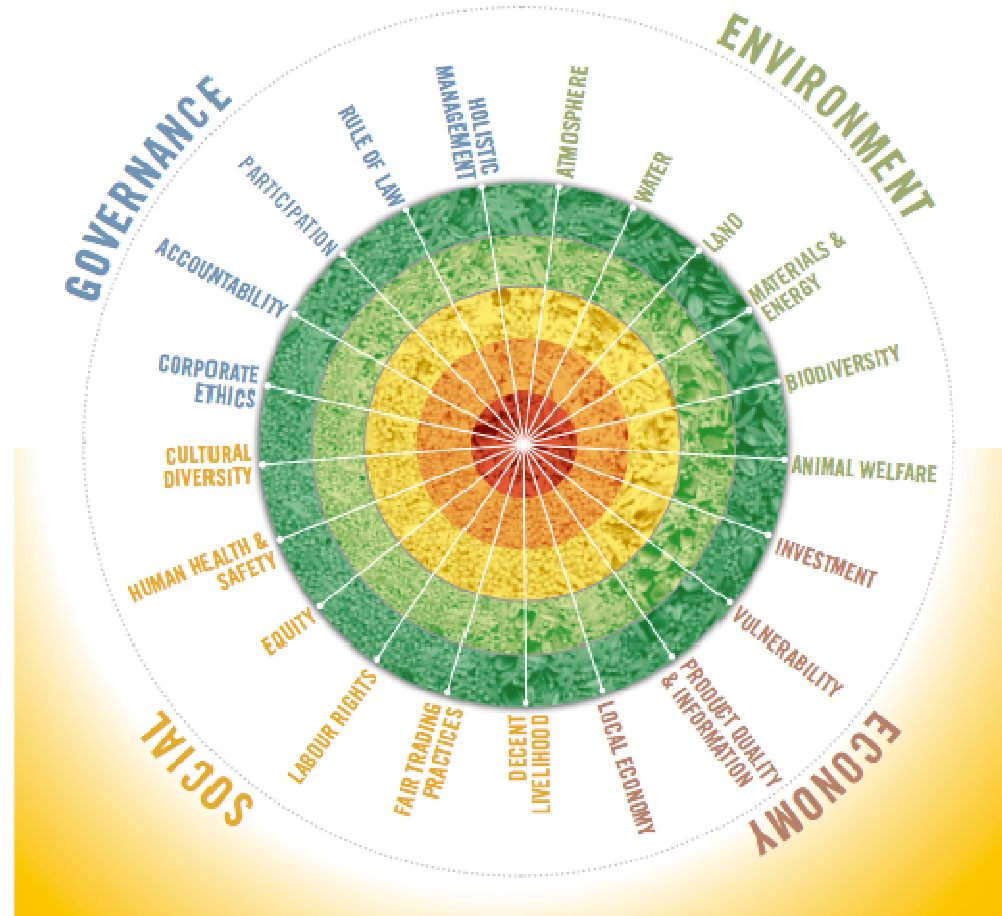 GOVERNANCE
ENVIRONMENT
HOLISTIC
MANAGEMENT
RULE OF LAW
PARTICIPATION
ACCOUNTABILITY
CORPORATE
ETHICS
ATMOSPHERE
WATER
LAND
MATERIALS &
ENERGY
BIODIVERSITY
ANIMAL WELFARE
INVESTMENT
VULNERABILITY
PRODUCT QUALITY
& INFORMATION
LOCAL ECONOMY
ECONOMY
DECENT
LIVELIHOOD
FAIR TRADING
PRACTICES
LABOUR RIGHTS
EQUITY
HUMAN HEALTH &
SAFETY
CULTURAL
DIVERSITY
SOCIAL